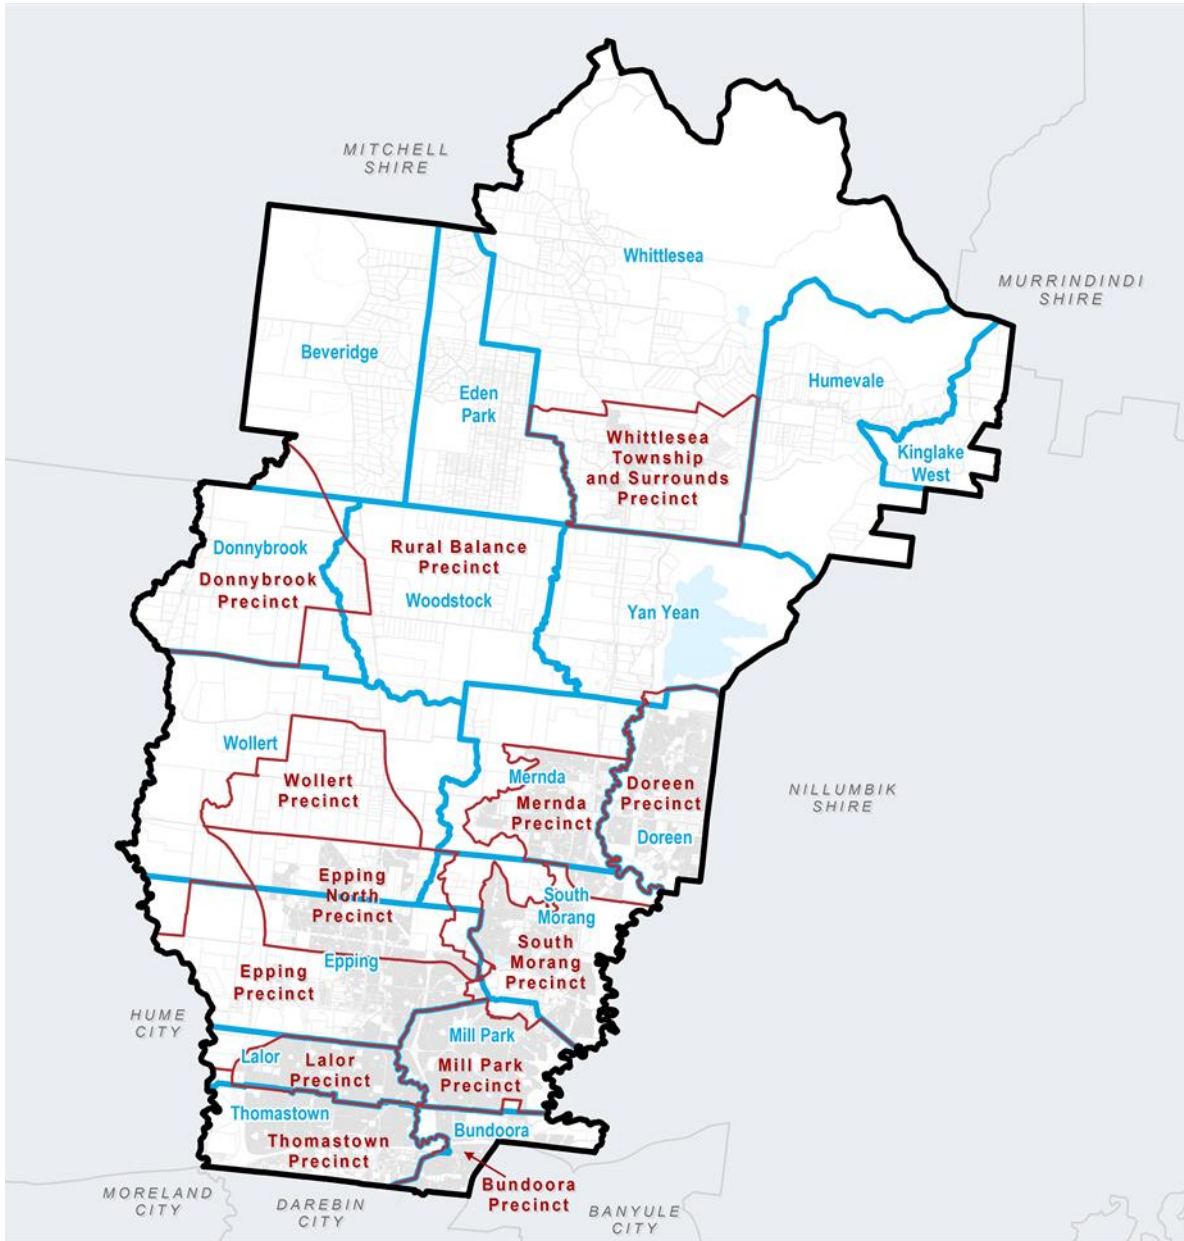 MITCHELL
SHIRE
Whittlesea
MURRINDINDI
SHIRE
Beveridge
Eden
Park
Humevale
Whittlesea
Township
and Surrounds
Precinct
Kinglake
West
Donnybrook
Donnybrook
Precinct
Rural Balance
Precinct
Woodstock
Yan Yean
Wollert
Wollert
Precinct
Mernda
Mernda
Precinct
Doreen
Precinct
Doreen
NILLUMBIK
SHIRE
Epping
North
Precinct
South
Morang
South
Morang
Precinct
Epping
Epping
Precinct
HUME
CITY
Mill Park
Mill Park
Precinct
Lalor
Lalor
Precinct
Thomastown
Thomastown
Precinct
Bundoora
Bundoora
Precinct
MORELAND
CITY
DAREBIN
CITY
BANYULE
CITY